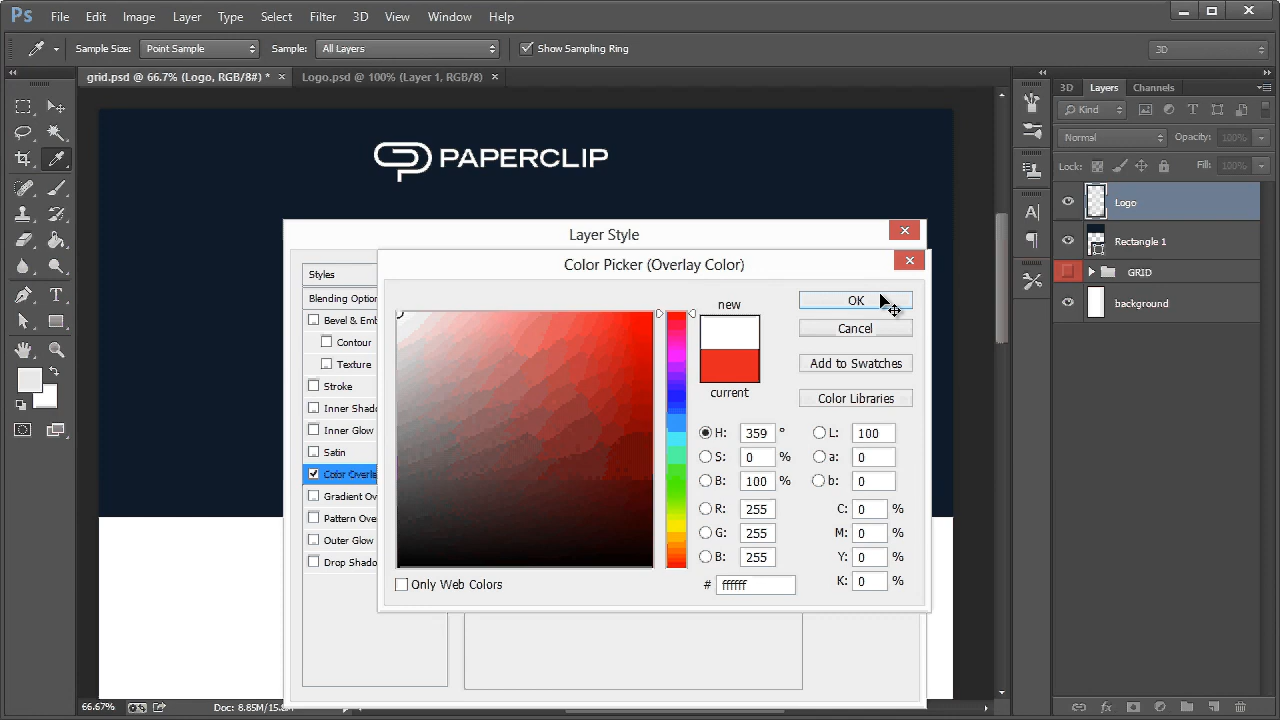 Ps File Edit Image Layer Type Select Filter 3D View Window Help
Sample Size: Point Sample Sample: All Layers Show Sampling Ring 3D
grid.psd @ 66.7% (Logo, RGB/8#) * Logo.psd @ 100% (Layer 1, RGB/8)
3D Layers Channels
Kind
Normal Opacity: 100%
Lock: Fill: 100%
Logo
Rectangle 1
GRID
background
PAPERCLIP
Layer Style
Styles
Blending Option
Bevel & Emb
Contour
Texture
Stroke
Inner Shado
Inner Glow
Satin
Color Overla
Gradient Ov
Pattern Ove
Outer Glow
Drop Shado
Color Picker (Overlay Color)
new
current
OK
Cancel
Add to Swatches
Color Libraries
H: 359 ° L: 100
S: 0 % a: 0
B: 100 % b: 0
R: 255 C: 0 %
G: 255 M: 0 %
B: 255 Y: 0 %
# ffffff K: 0 %
Only Web Colors
66.67% Doc: 8.85M/15.8M